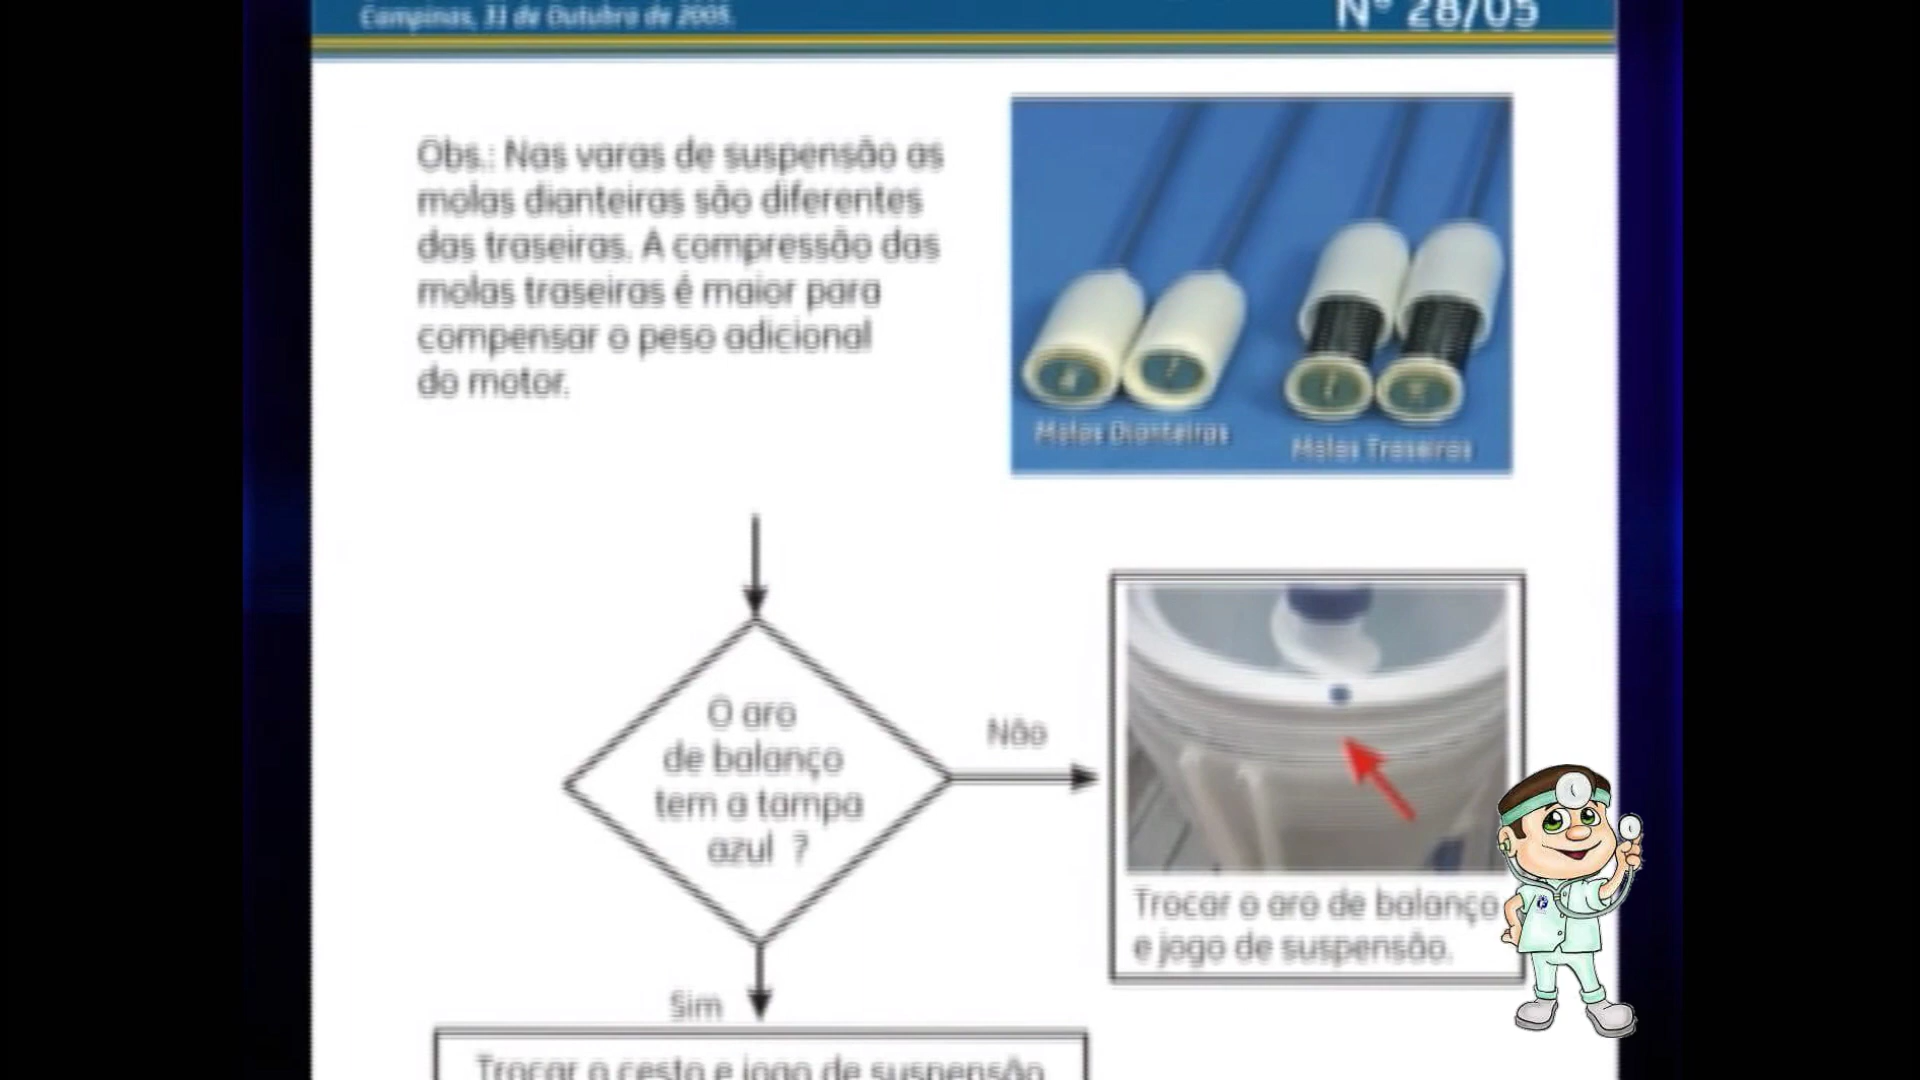 Campinas, 31 de Outubro de 2005.
Nº 28/05
Obs.: Nas varas de suspensão as
molas dianteiras são diferentes
das traseiras. A compressão das
molas traseiras é maior para
compensar o peso adicional
do motor.
Molas Dianteiras
Molas Traseiras
O aro
de balanço
tem a tampa
azul ?
Não
Trocar o aro de balanço
e jogo de suspensão.
Sim
Trocar o cesto e jogo de suspensão